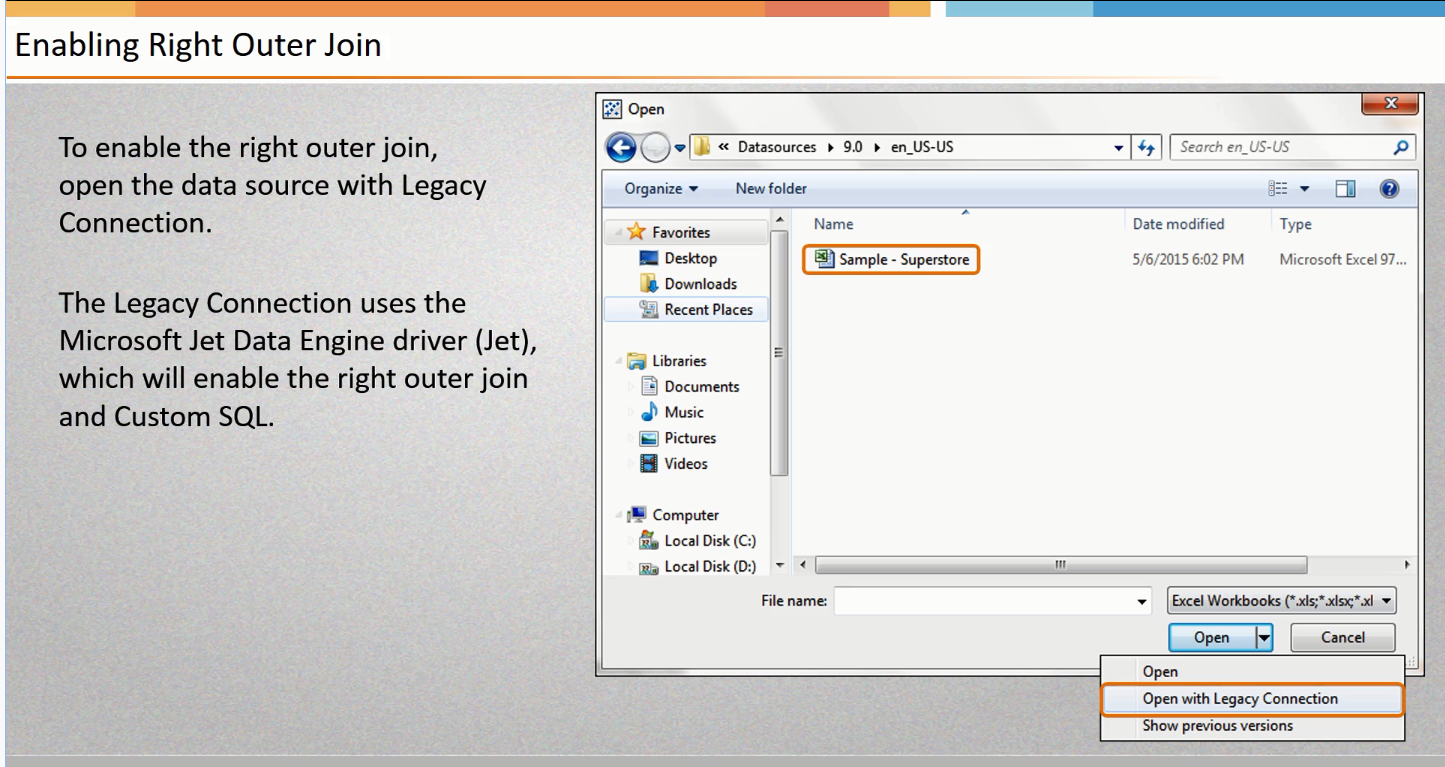 Enabling Right Outer Join
To enable the right outer join,
open the data source with Legacy
Connection.
The Legacy Connection uses the
Microsoft Jet Data Engine driver (Jet),
which will enable the right outer join
and Custom SQL.
Open
« Datasources 9.0 en_US-US
Search en_US-US
Organize New folder
Name Date modified Type
Favorites
Sample - Superstore 5/6/2015 6:02 PM Microsoft Excel 97...
Desktop
Downloads
Recent Places
Libraries
Documents
Music
Pictures
Videos
Computer
Local Disk (C:)
Local Disk (D:)
File name: Excel Workbooks (*.xls;*.xlsx;*.xl
Open Cancel
Open
Open with Legacy Connection
Show previous versions